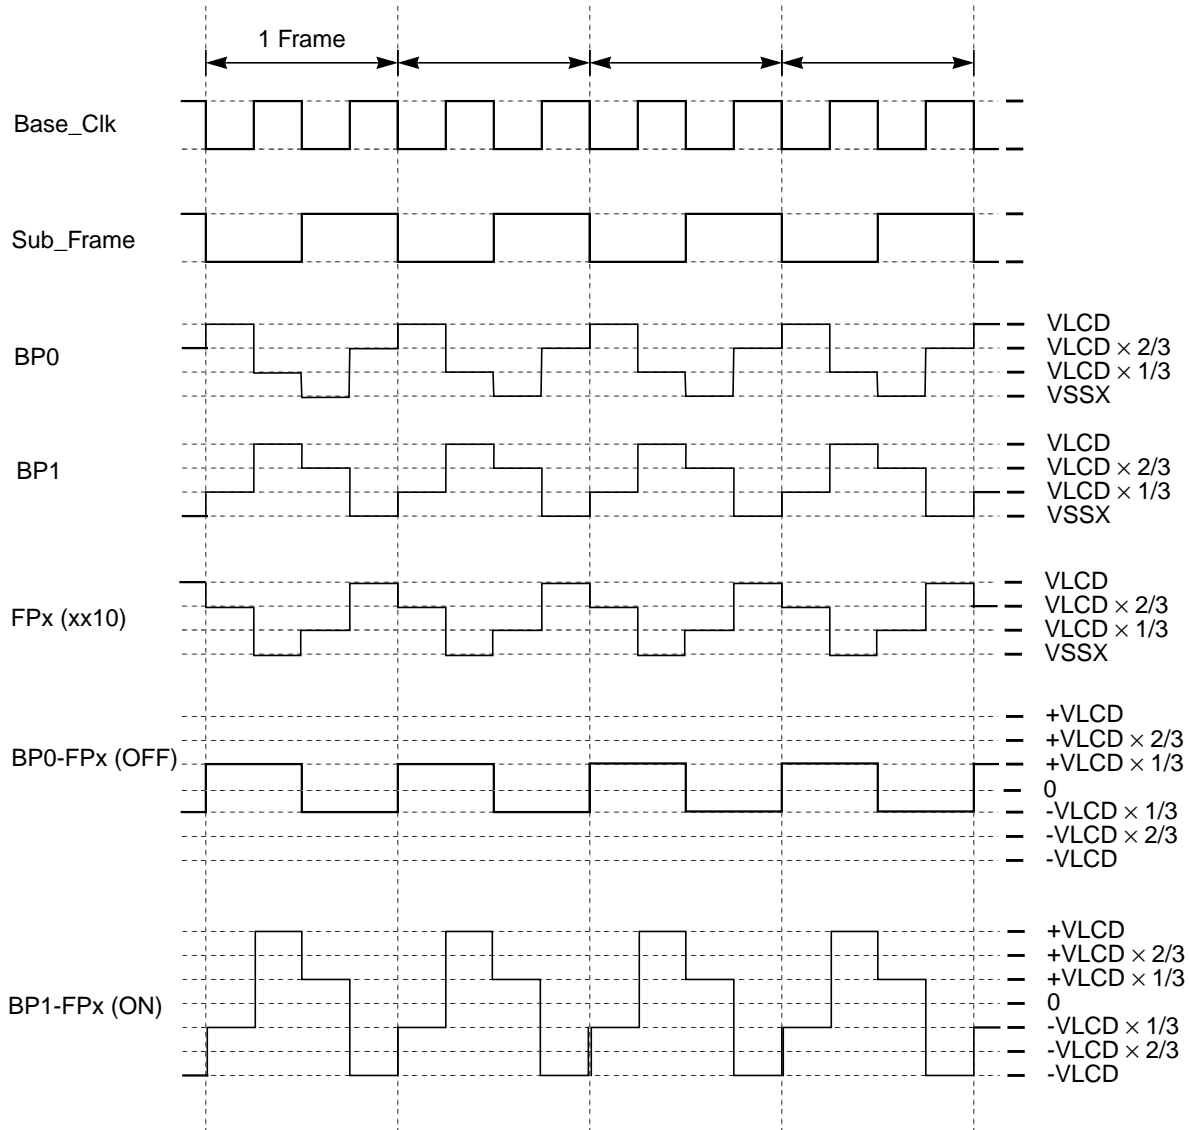 1 Frame
Base_Clk
Sub_Frame
BP0
VLCD
VLCD × 2/3
VLCD × 1/3
VSSX
BP1
VLCD
VLCD × 2/3
VLCD × 1/3
VSSX
FPx (xx10)
VLCD
VLCD × 2/3
VLCD × 1/3
VSSX
BP0-FPx (OFF)
+VLCD
+VLCD × 2/3
+VLCD × 1/3
0
-VLCD × 1/3
-VLCD × 2/3
-VLCD
BP1-FPx (ON)
+VLCD
+VLCD × 2/3
+VLCD × 1/3
0
-VLCD × 1/3
-VLCD × 2/3
-VLCD